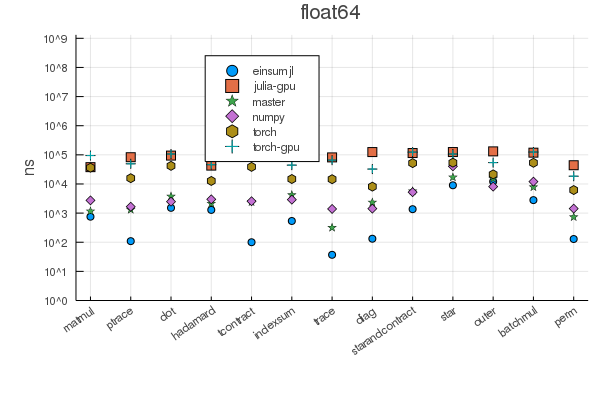 float64
10^9
10^8
10^7
10^6
10^5
10^4
10^3
10^2
10^1
10^0
ns
einsumjl
julia-gpu
master
numpy
torch
torch-gpu
matmul
ptrace
dot
hadamard
tcontract
indexsum
trace
diag
starandcontract
star
outer
batchmul
perm